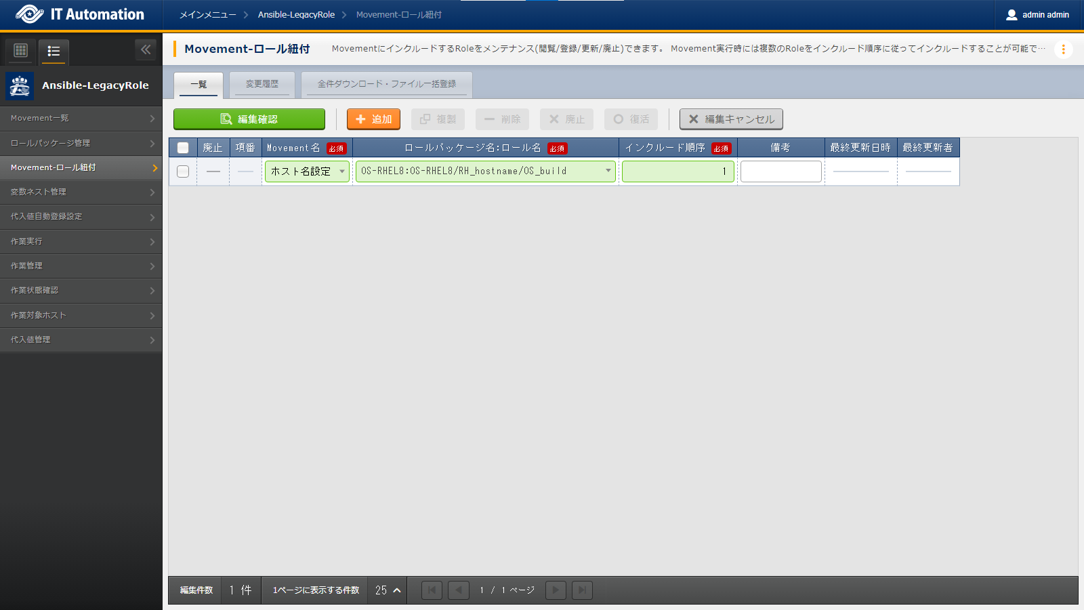 IT Automation
メインメニュー > Ansible-LegacyRole > Movement-ロール紐付
admin admin
Ansible-LegacyRole
Movement一覧
ロールパッケージ管理
Movement-ロール紐付
変数ネスト管理
代入値自動登録設定
作業実行
作業管理
作業状態確認
作業対象ホスト
代入値管理
Movement-ロール紐付 MovementにインクルードするRoleをメンテナンス(閲覧/登録/更新/廃止)できます。 Movement実行時には複数のRoleをインクルード順序に従ってインクルードすることが可能で…
一覧 変更履歴 全件ダウンロード・ファイル一括登録
編集確認 追加 複製 削除 廃止 復活 編集キャンセル
廃止 項番 Movement名 必須 ロールパッケージ名:ロール名 必須 インクルード順序 必須 備考 最終更新日時 最終更新者
ホスト名設定 OS-RHEL8:OS-RHEL8/RH_hostname/OS_build 1
編集件数 1 件 1ページに表示する件数 25 1 / 1 ページ